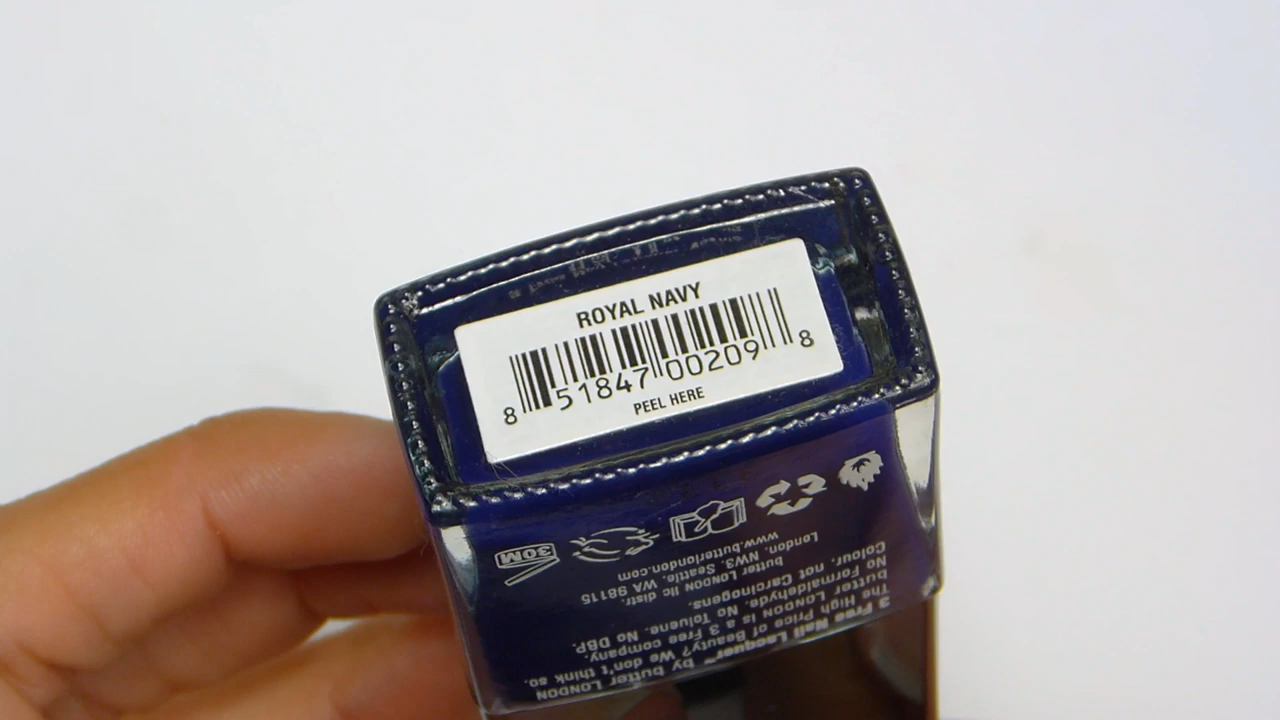 ROYAL NAVY
8 51847 00209 8
PEEL HERE
3 Free Nail Lacquer™ by butter LONDON
The High Price of Beauty? We don't think so.
butter LONDON is a 3 Free company.
No Formaldehyde. No Toluene. No DBP.
Colour, not Carcinogens.
butter LONDON llc distr.
London, NW3. Seattle, WA 98115
www.butterlondon.com
30M